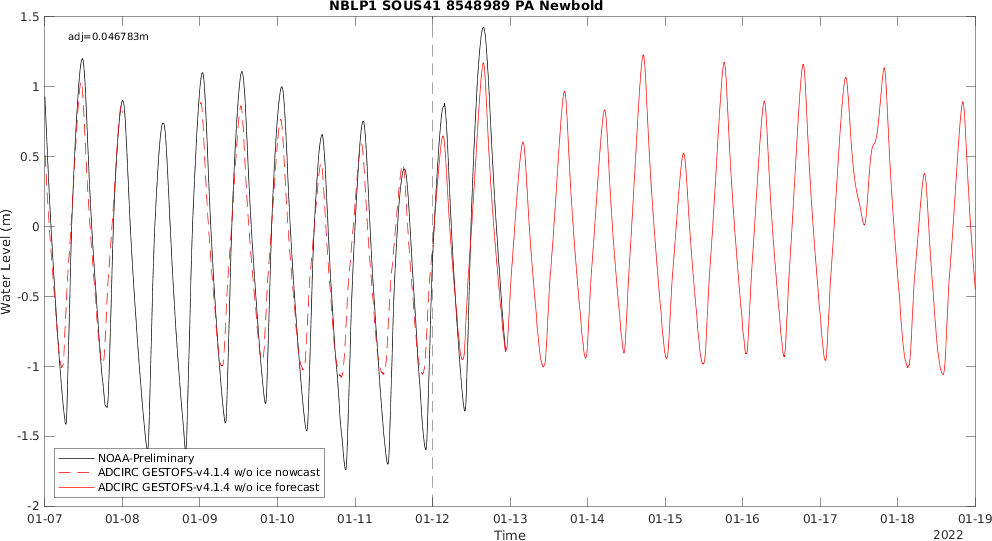 NBLP1 SOUS41 8548989 PA Newbold
adj=0.046783m
Water Level (m)
1.5
1
0.5
0
-0.5
-1
-1.5
-2
NOAA-Preliminary
ADCIRC GESTOFS-v4.1.4 w/o ice nowcast
ADCIRC GESTOFS-v4.1.4 w/o ice forecast
01-07 01-08 01-09 01-10 01-11 01-12 01-13 01-14 01-15 01-16 01-17 01-18 01-19
Time
2022